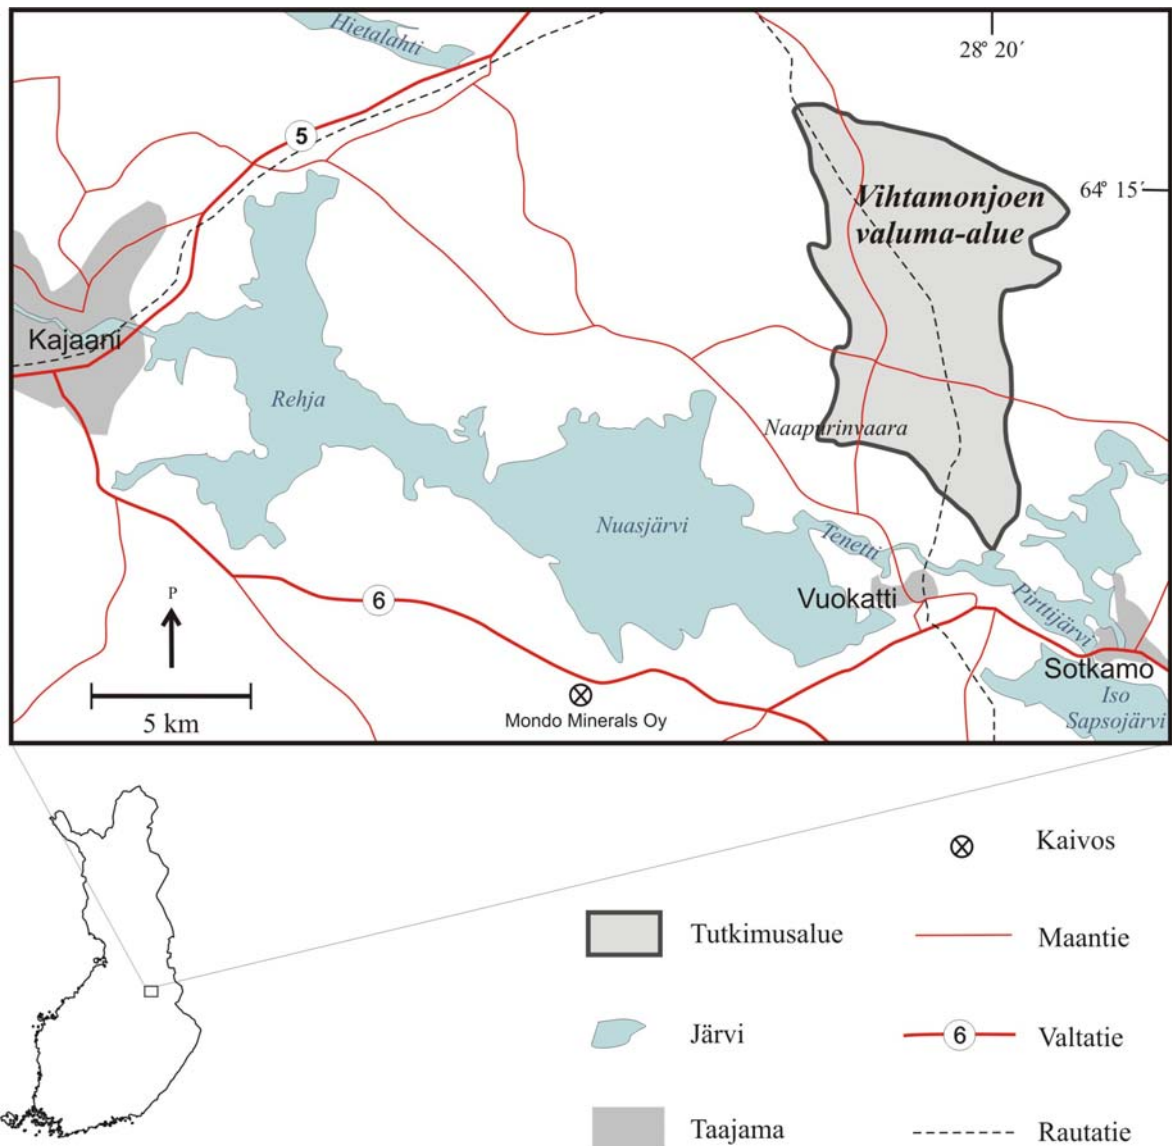 Hietalahti
28° 20´
5
64° 15´
Vihtamonjoen
valuma-alue
Kajaani
Rehja
Naapurinvaara
Nuasjärvi
Tenetti
Vuokatti
Pirttijärvi
6
P
Sotkamo
5 km
Mondo Minerals Oy
Iso
Sapsojärvi
Kaivos
Tutkimusalue
Maantie
Järvi
6
Valtatie
Taajama
Rautatie